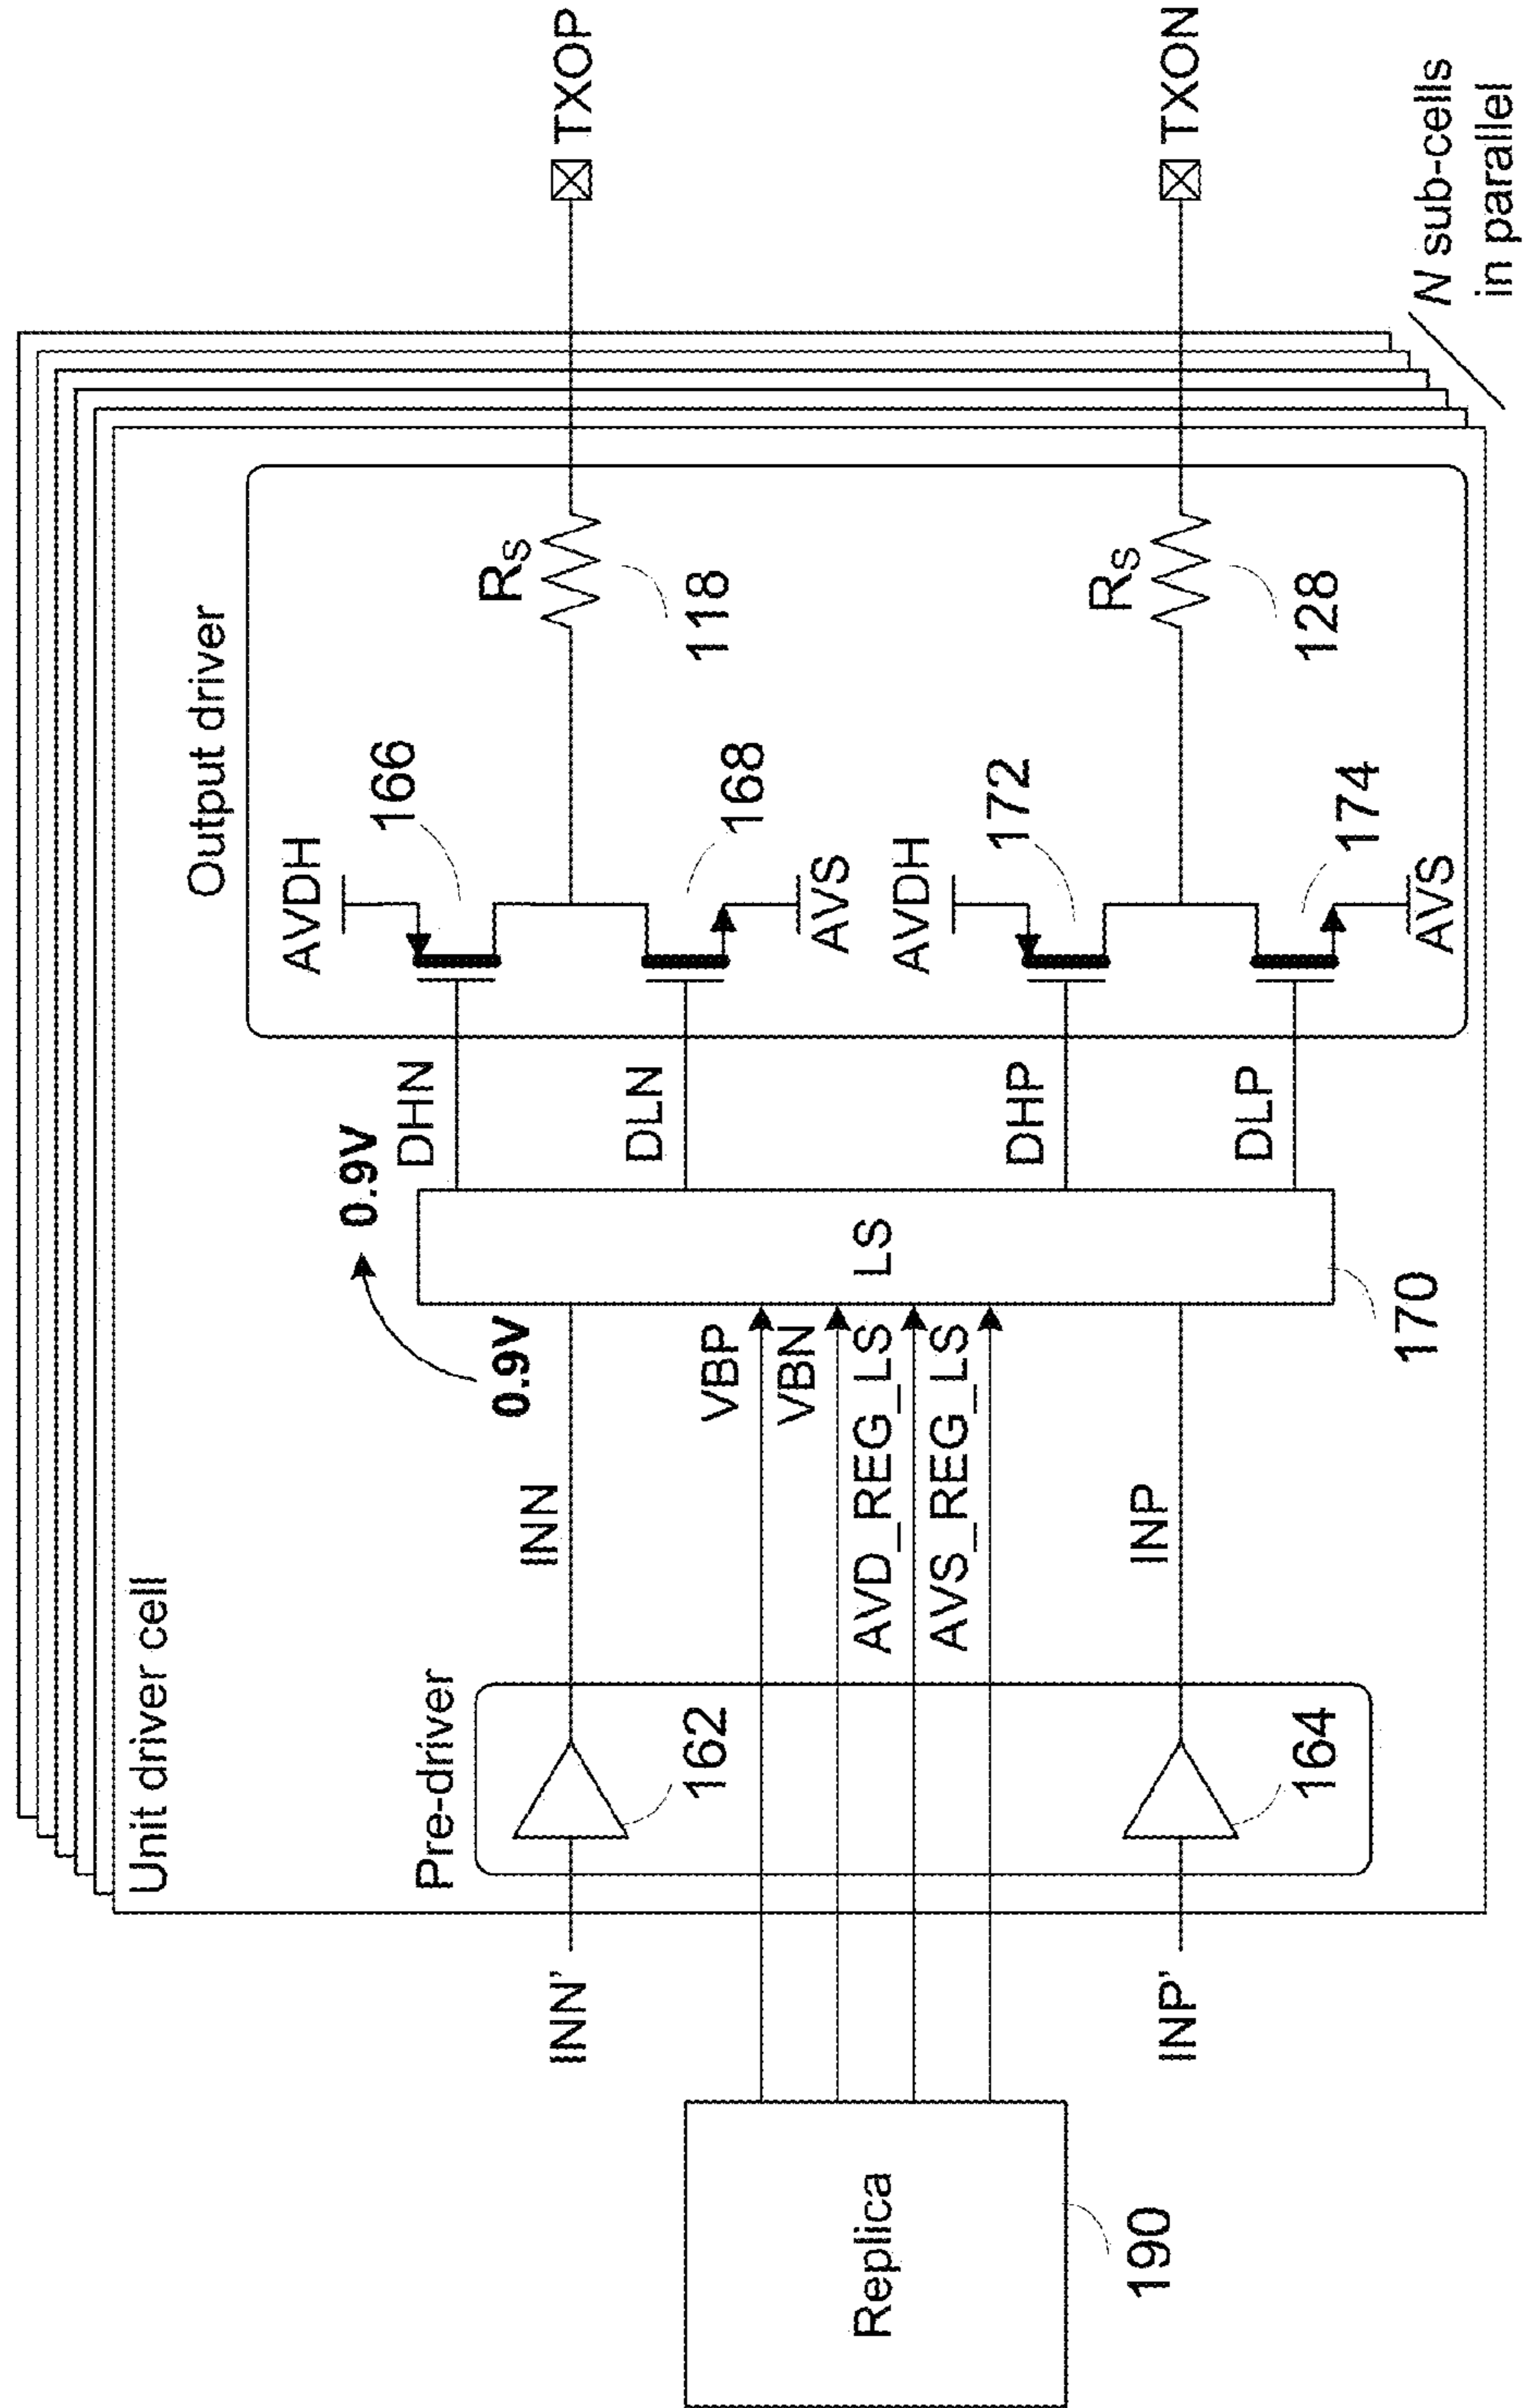 Unit driver cell
Output driver
Pre-driver
Replica
190
INN'
INP'
162
164
INN
0.9V
0.9V
VBP
VBN
AVD_REG_LS
AVS_REG_LS
INP
LS
170
DHN
DLN
DHP
DLP
AVDH
166
168
AVS
AVDH
172
174
AVS
RS
118
RS
128
TXOP
TXON
N sub-cells
in parallel